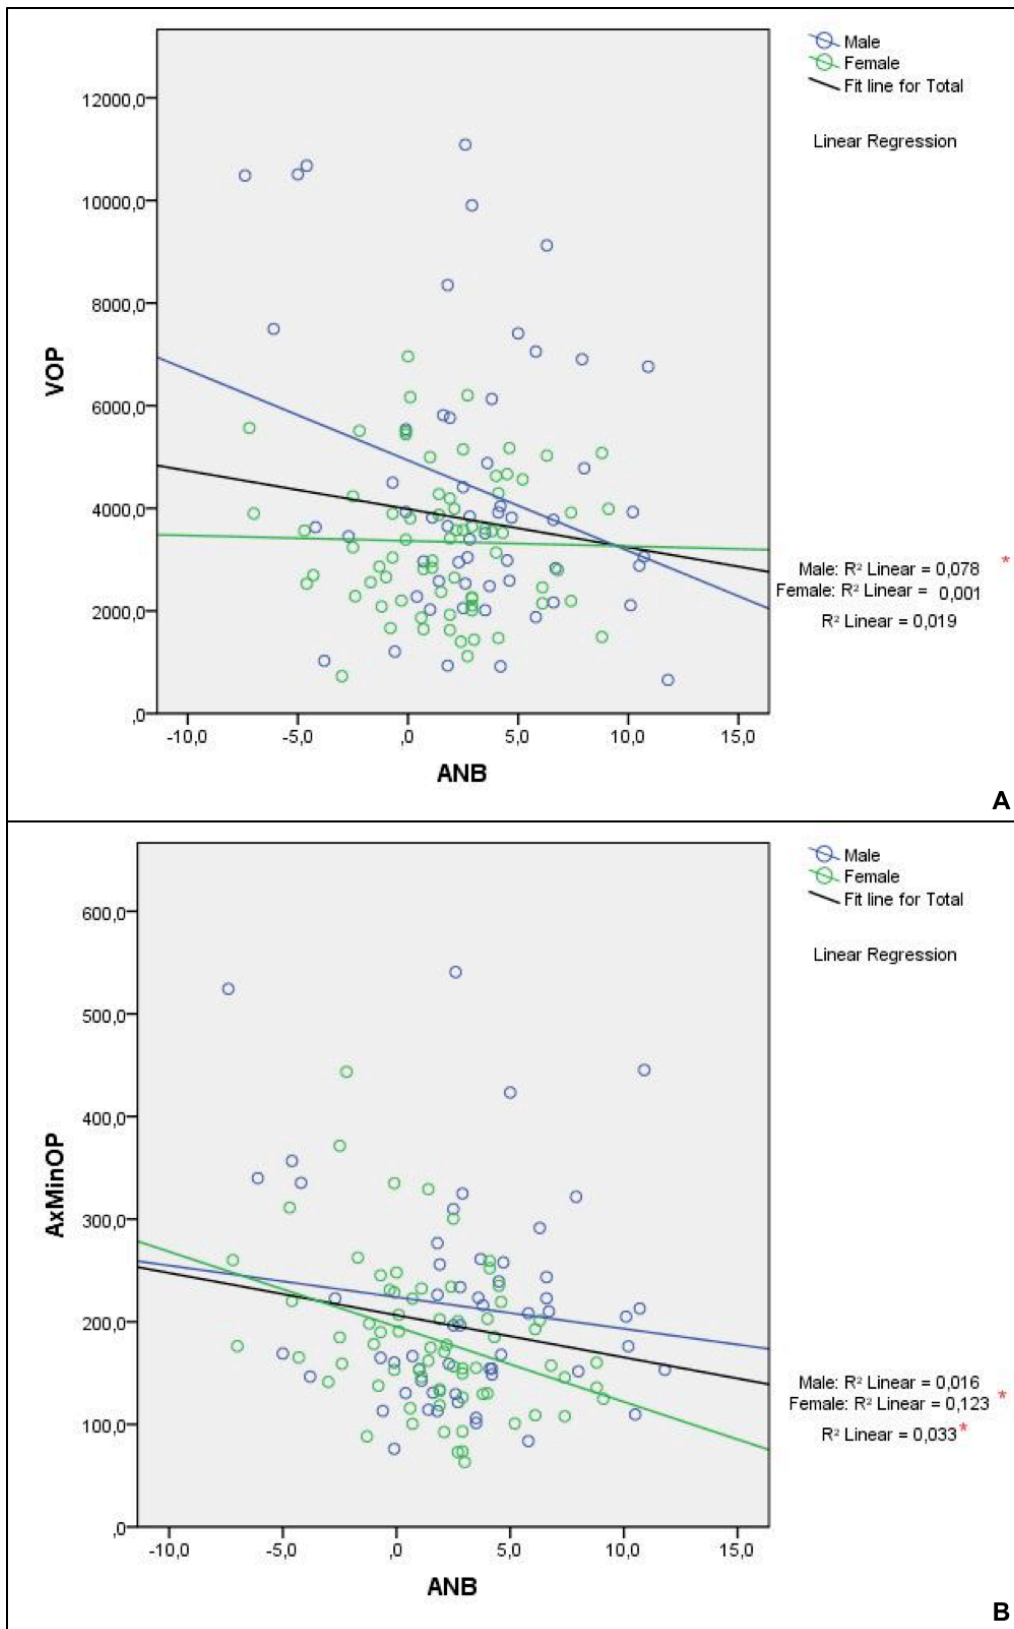 Male
Female
Fit line for Total
Linear Regression
12000,0
10000,0
8000,0
6000,0
4000,0
2000,0
,0
VOP
-10,0 -5,0 ,0 5,0 10,0 15,0
ANB
Male: R² Linear = 0,078 *
Female: R² Linear = 0,001
R² Linear = 0,019
A
Male
Female
Fit line for Total
Linear Regression
600,0
500,0
400,0
300,0
200,0
100,0
,0
AxMinOP
-10,0 -5,0 ,0 5,0 10,0 15,0
ANB
Male: R² Linear = 0,016
Female: R² Linear = 0,123 *
R² Linear = 0,033 *
B